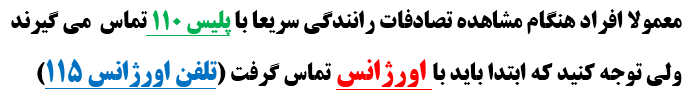 معمولا افراد هنگام مشاهده تصادفات رانندگی سریعا با پلیس ۱۱۰ تماس می گیرند
ولی توجه کنید که ابتدا باید با اورژانس تماس گرفت (تلفن اورژانس ۱۱۵)